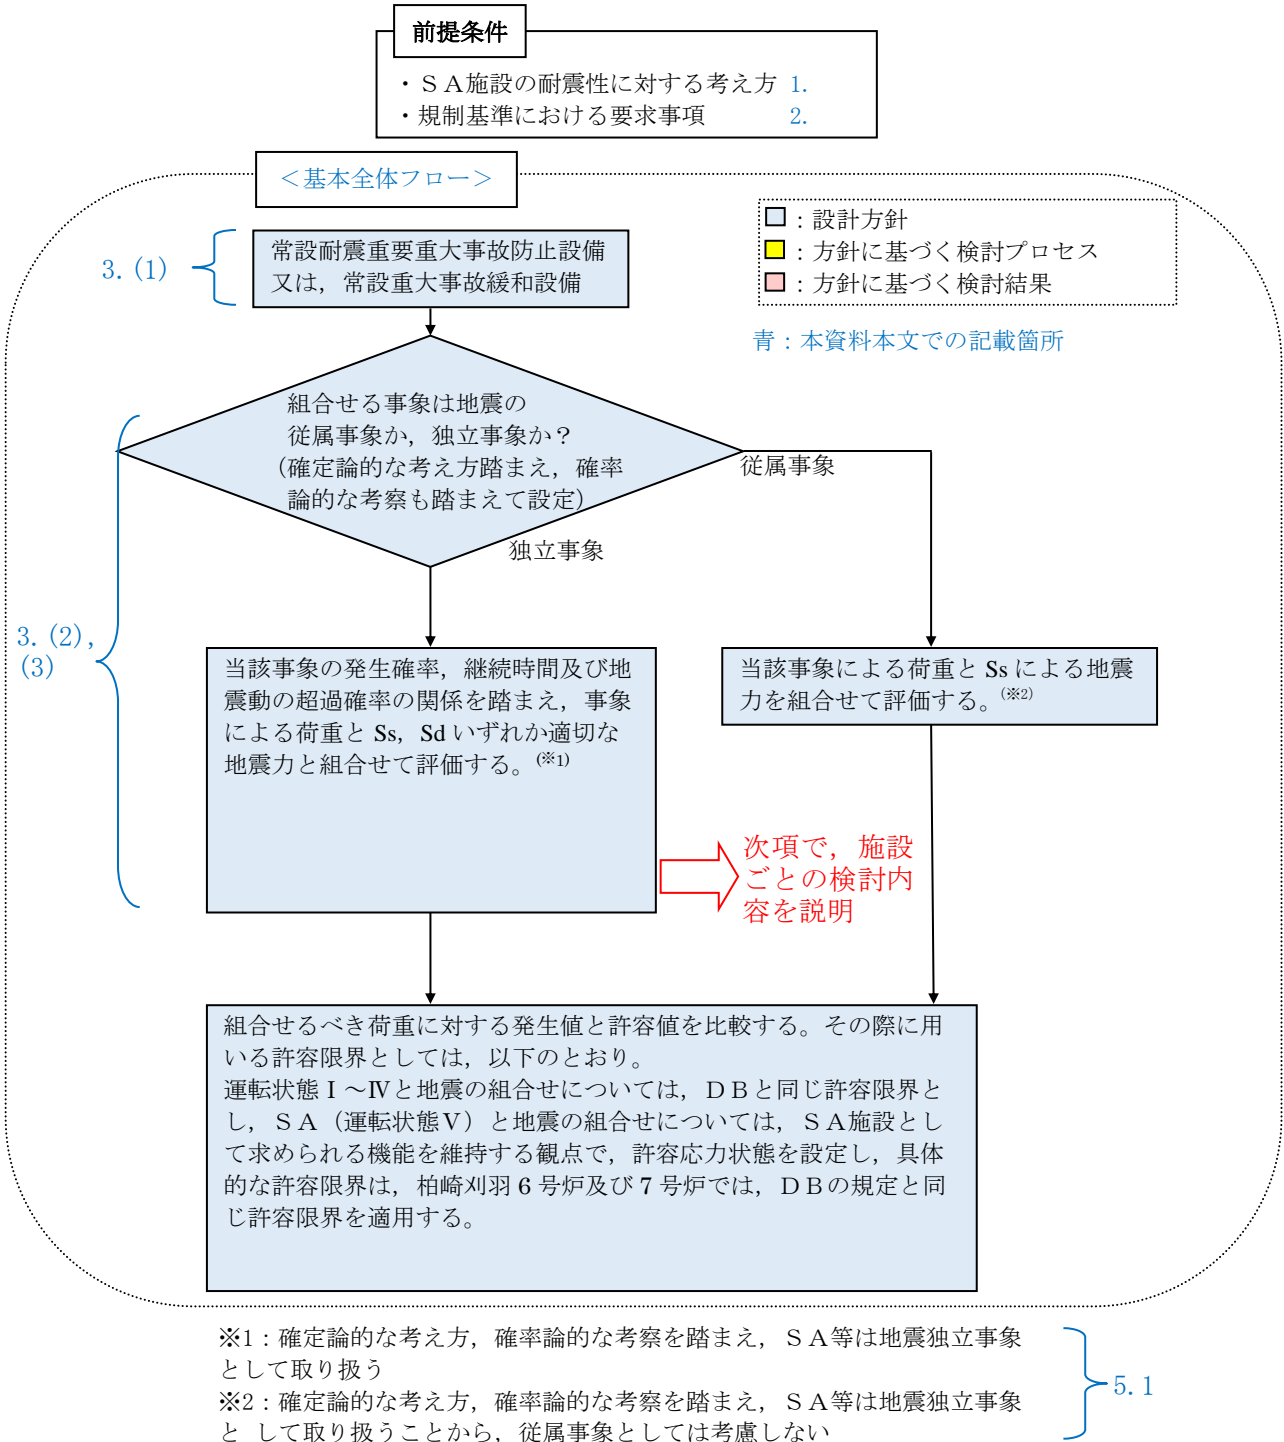 前提条件
・ＳＡ施設の耐震性に対する考え方 1.
・規制基準における要求事項 2.
＜基本全体フロー＞
：設計方針
：方針に基づく検討プロセス
：方針に基づく検討結果
青：本資料本文での記載箇所
3.(1)
常設耐震重要重大事故防止設備
又は，常設重大事故緩和設備
組合せる事象は地震の
従属事象か，独立事象か？
（確定論的な考え方踏まえ，確率
論的な考察も踏まえて設定）
従属事象
独立事象
3.(2),
(3)
当該事象の発生確率，継続時間及び地
震動の超過確率の関係を踏まえ，事象
による荷重と Ss，Sd いずれか適切な
地震力と組合せて評価する。(※1)
当該事象による荷重と Ss による地震
力を組合せて評価する。(※2)
次項で，施設
ごとの検討内
容を説明
組合せるべき荷重に対する発生値と許容値を比較する。その際に用
いる許容限界としては，以下のとおり。
運転状態Ⅰ～Ⅳと地震の組合せについては，ＤＢと同じ許容限界と
し，ＳＡ（運転状態Ⅴ）と地震の組合せについては，ＳＡ施設とし
て求められる機能を維持する観点で，許容応力状態を設定し，具体
的な許容限界は，柏崎刈羽 6 号炉及び 7 号炉では，ＤＢの規定と同
じ許容限界を適用する。
※1：確定論的な考え方，確率論的な考察を踏まえ，ＳＡ等は地震独立事象
として取り扱う
※2：確定論的な考え方，確率論的な考察を踏まえ，ＳＡ等は地震独立事象
と して取り扱うことから，従属事象としては考慮しない
5.1